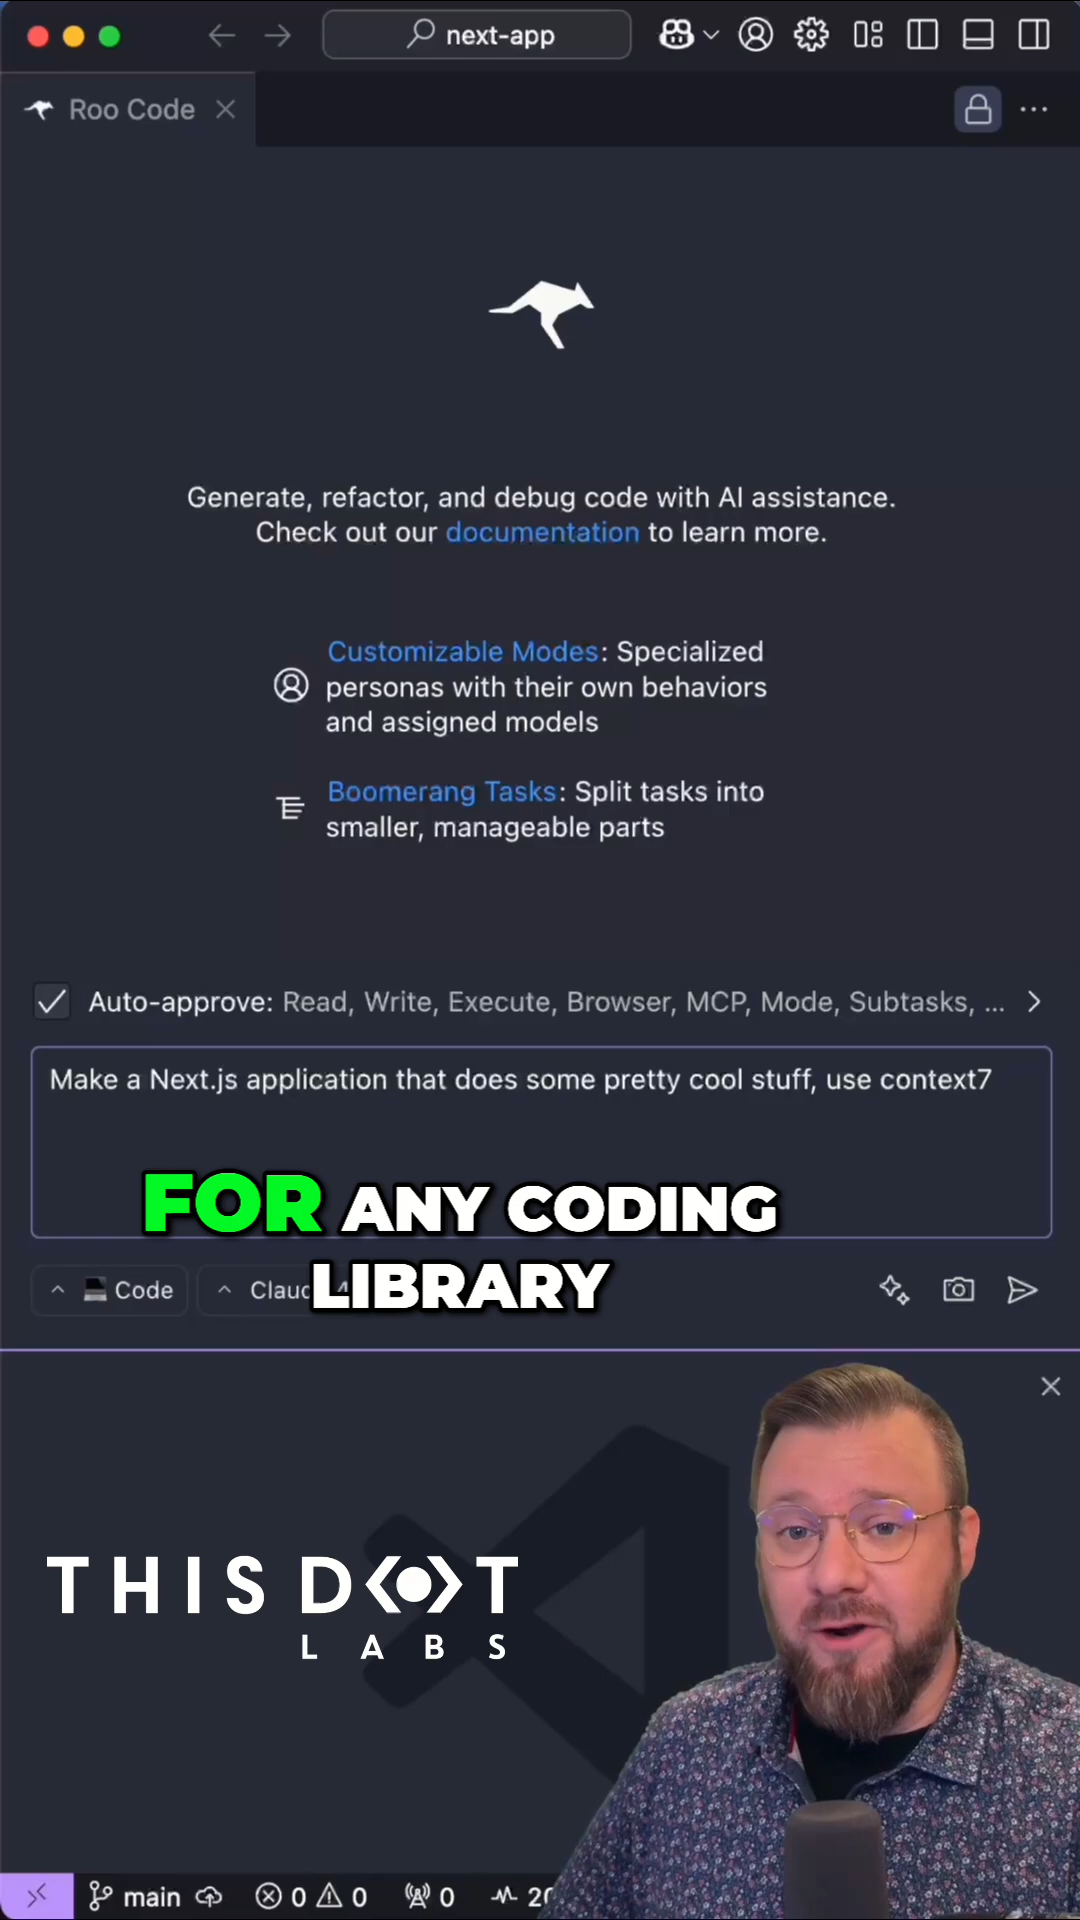 next-app
Roo Code
Generate, refactor, and debug code with AI assistance.
Check out our documentation to learn more.
Customizable Modes: Specialized
personas with their own behaviors
and assigned models
Boomerang Tasks: Split tasks into
smaller, manageable parts
Auto-approve: Read, Write, Execute, Browser, MCP, Mode, Subtasks, ...
Make a Next.js application that does some pretty cool stuff, use context7
FOR ANY CODING
LIBRARY
Code
THIS DOT
LABS
main 0 0 0